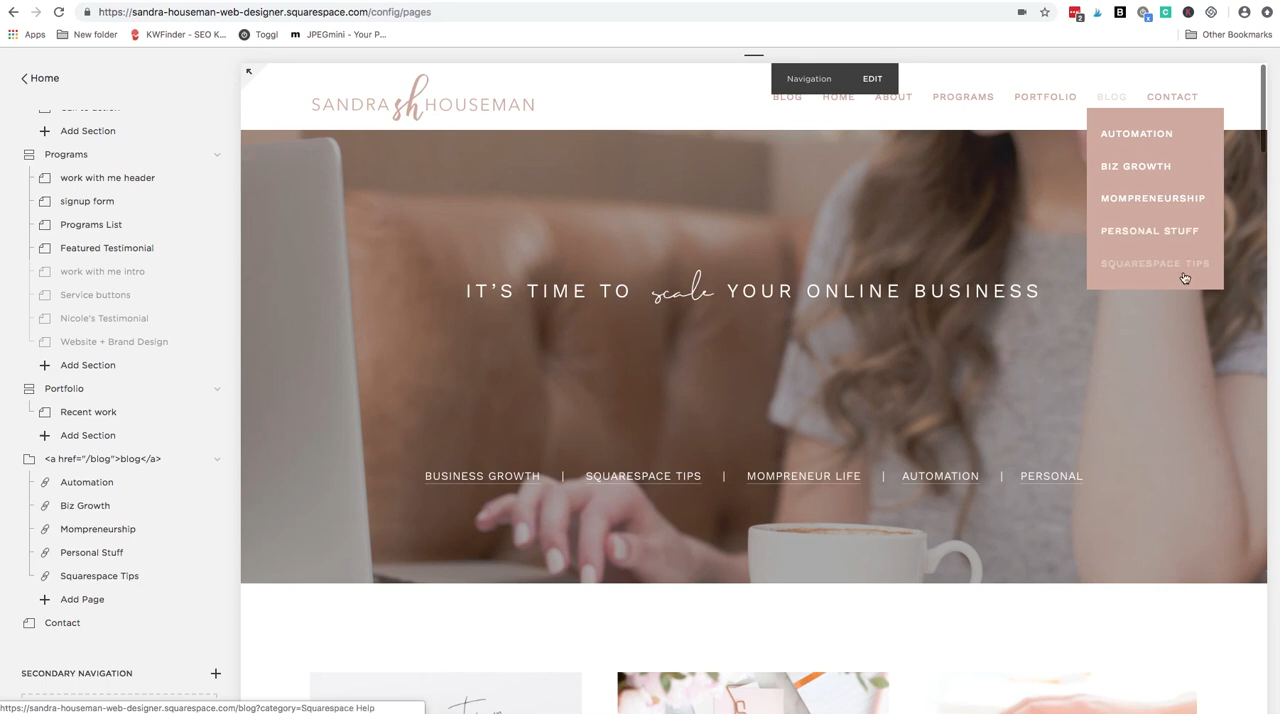 https://sandra-houseman-web-designer.squarespace.com/config/pages
Apps New folder KWFinder - SEO K... Toggl JPEGmini - Your P... Other Bookmarks
Home
Add Section
Programs
work with me header
signup form
Programs List
Featured Testimonial
work with me intro
Service buttons
Nicole's Testimonial
Website + Brand Design
Add Section
Portfolio
Recent work
Add Section
<a href="/blog">blog</a>
Automation
Biz Growth
Mompreneurship
Personal Stuff
Squarespace Tips
Add Page
Contact
SECONDARY NAVIGATION
Navigation EDIT
SANDRA sh HOUSEMAN
BLOG HOME ABOUT PROGRAMS PORTFOLIO BLOG CONTACT
AUTOMATION
BIZ GROWTH
MOMPRENEURSHIP
PERSONAL STUFF
SQUARESPACE TIPS
IT'S TIME TO scale YOUR ONLINE BUSINESS
BUSINESS GROWTH | SQUARESPACE TIPS | MOMPRENEUR LIFE | AUTOMATION | PERSONAL
https://sandra-houseman-web-designer.squarespace.com/blog?category=Squarespace Help